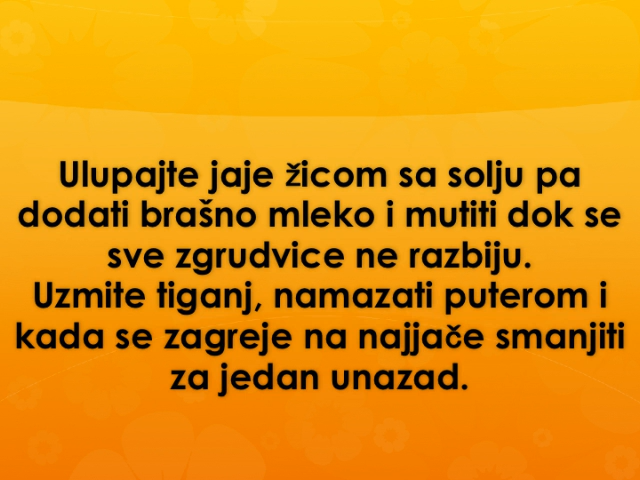 Ulupajte jaje žicom sa solju pa
dodati brašno mleko i mutiti dok se
sve zgrudvice ne razbiju.
Uzmite tiganj, namazati puterom i
kada se zagreje na najjače smanjiti
za jedan unazad.